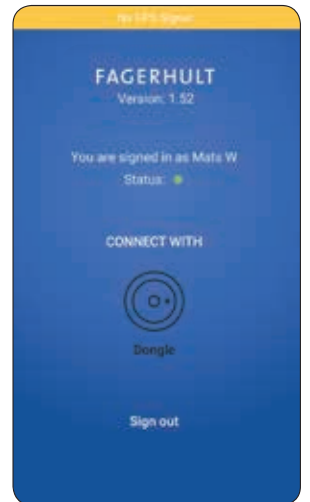 No GPS Signal
FAGERHULT
Version: 1.52
You are signed in as Mats W
Status:
CONNECT WITH
Dongle
Sign out